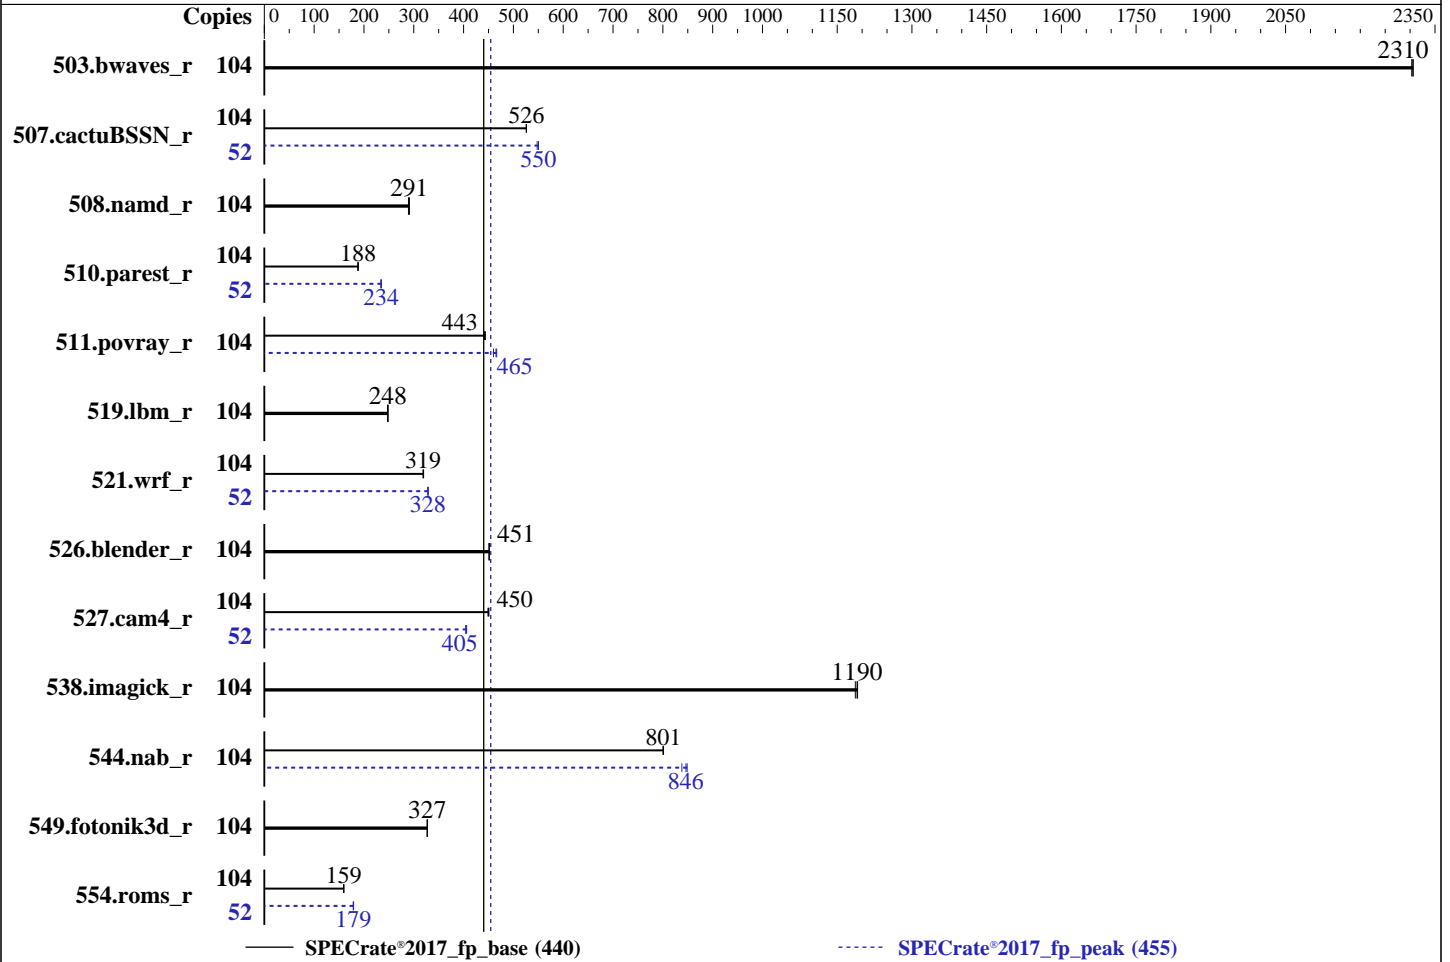 Copies 0 100 200 300 400 500 600 700 800 900 1000 1150 1300 1450 1600 1750 1900 2050 2350
503.bwaves_r 104 2310
507.cactuBSSN_r 104 526
52 550
508.namd_r 104 291
510.parest_r 104 188
52 234
511.povray_r 104 443
465
519.lbm_r 104 248
521.wrf_r 104 319
52 328
526.blender_r 104 451
527.cam4_r 104 450
52 405
538.imagick_r 104 1190
544.nab_r 104 801
846
549.fotonik3d_r 104 327
554.roms_r 104 159
52 179
SPECrate®2017_fp_base (440) SPECrate®2017_fp_peak (455)